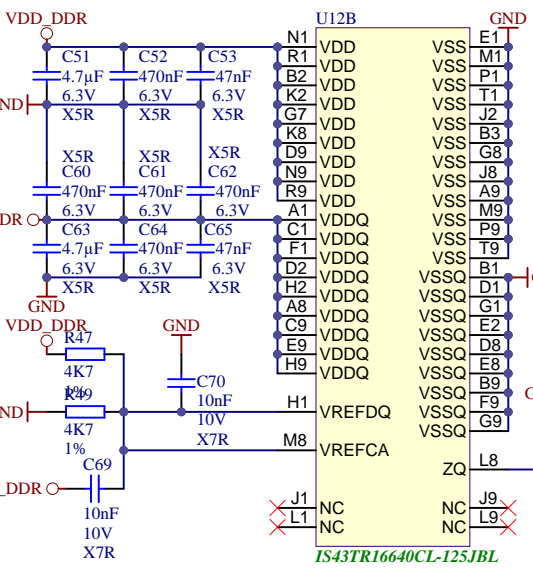 VDD_DDR
U12B
GND
C51
4.7µF
6.3V
X5R
C52
470nF
6.3V
X5R
C53
47nF
6.3V
X5R
ND
X5R
C60
470nF
6.3V
X5R
C61
470nF
6.3V
X5R
C62
470nF
6.3V
DR
C63
4.7µF
6.3V
X5R
C64
470nF
6.3V
X5R
C65
47nF
6.3V
X5R
GND
VDD_DDR
R47
4K7
1%
GND
C70
10nF
10V
X7R
ND
R49
4K7
1%
_DDR
C69
10nF
10V
X7R
N1 VDD
R1 VDD
B2 VDD
K2 VDD
G7 VDD
K8 VDD
D9 VDD
N9 VDD
R9 VDD
A1 VDDQ
C1 VDDQ
F1 VDDQ
D2 VDDQ
H2 VDDQ
A8 VDDQ
C9 VDDQ
E9 VDDQ
H9 VDDQ
H1 VREFDQ
M8 VREFCA
J1 NC
L1 NC
VSS E1
VSS M1
VSS P1
VSS T1
VSS J2
VSS B3
VSS G8
VSS J8
VSS A9
VSS M9
VSS P9
VSS T9
VSSQ B1
VSSQ D1
VSSQ G1
VSSQ E2
VSSQ D8
VSSQ E8
VSSQ B9
VSSQ F9
VSSQ G9
ZQ L8
NC J9
NC L9
IS43TR16640CL-125JBL